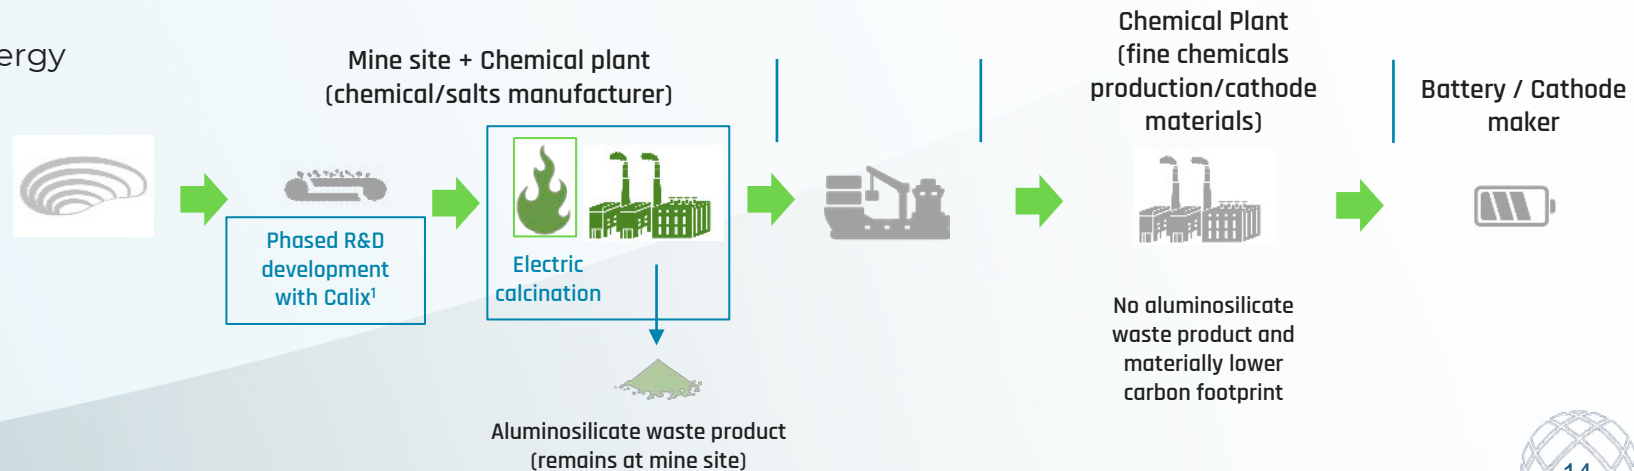 ergy
Mine site + Chemical plant
(chemical/salts manufacturer)
Phased R&D
development
with Calix¹
Electric
calcination
Aluminosilicate waste product
(remains at mine site)
Chemical Plant
(fine chemicals
production/cathode
materials)
No aluminosilicate
waste product and
materially lower
carbon footprint
Battery / Cathode
maker
14